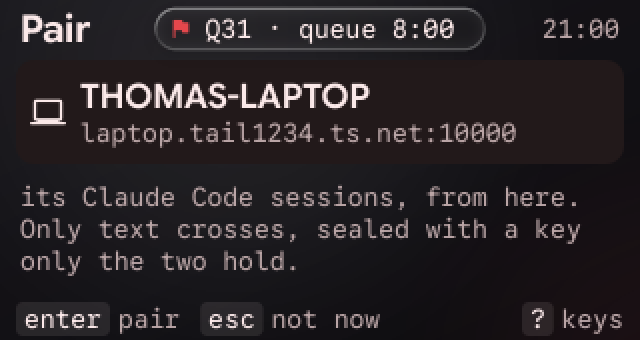 Pair
Q31 · queue 8:00
21:00
THOMAS-LAPTOP
laptop.tail1234.ts.net:10000
its Claude Code sessions, from here.
Only text crosses, sealed with a key
only the two hold.
enter pair esc not now
? keys